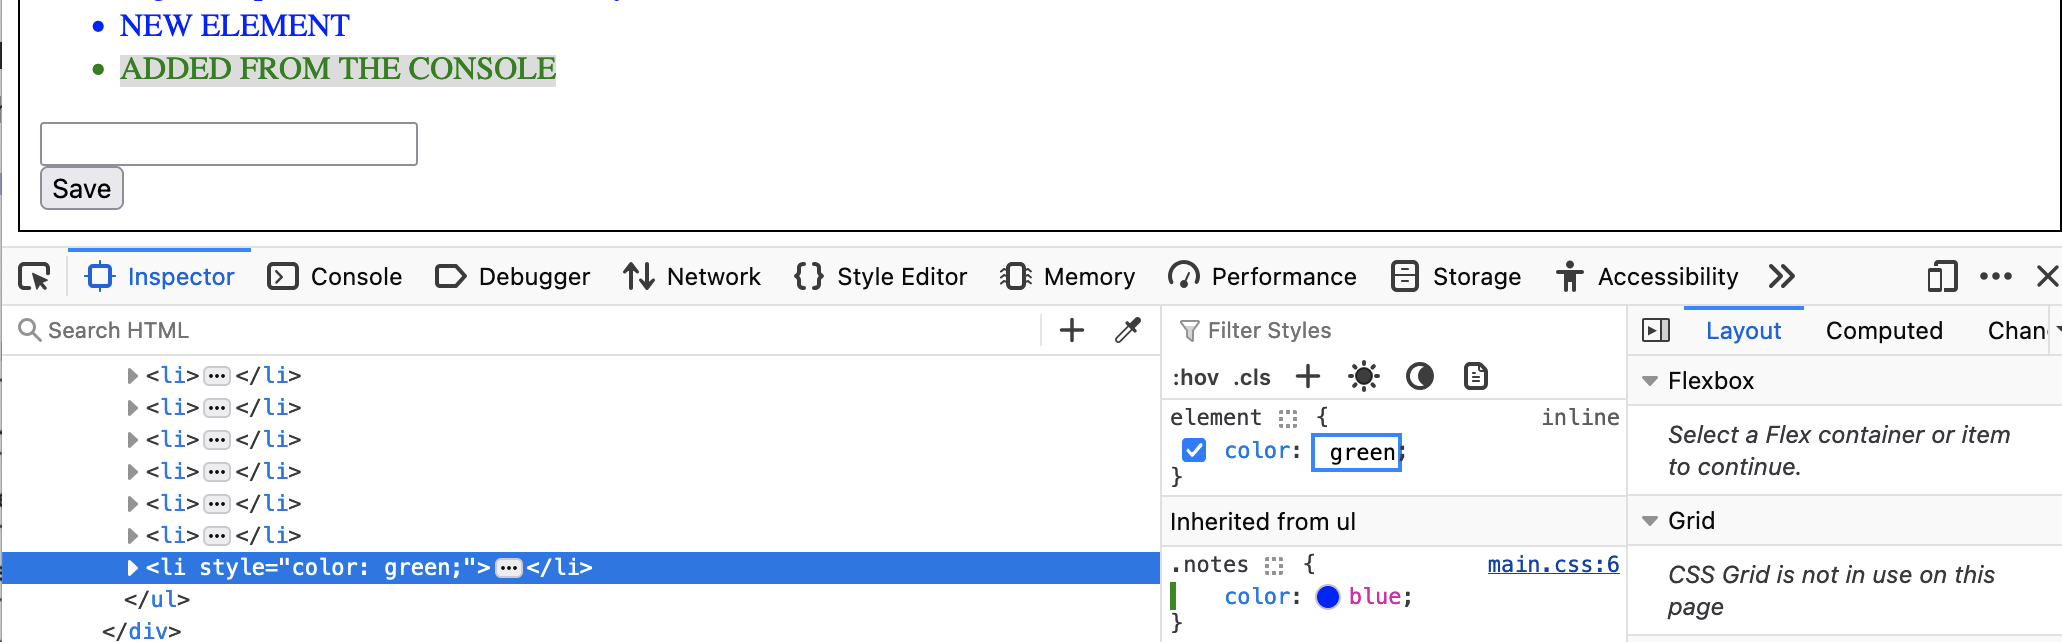 NEW ELEMENT
ADDED FROM THE CONSOLE
Save
Inspector Console Debugger Network Style Editor Memory Performance Storage Accessibility
Search HTML
<li>···</li>
<li>···</li>
<li>···</li>
<li>···</li>
<li>···</li>
<li>···</li>
<li style="color: green;">···</li>
</ul>
</div>
Filter Styles
:hov .cls
element { inline
color: green;
}
Inherited from ul
.notes { main.css:6
color: blue;
}
Layout Computed Chan
Flexbox
Select a Flex container or item
to continue.
Grid
CSS Grid is not in use on this
page